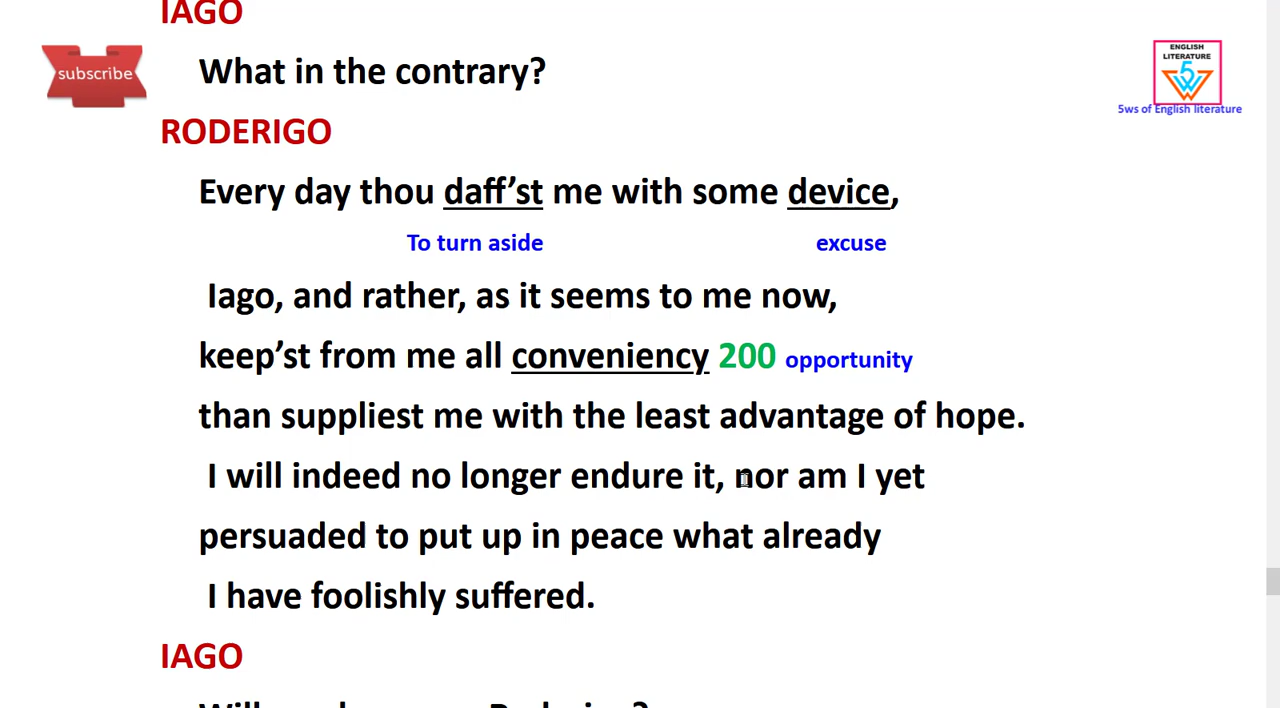 IAGO
subscribe
ENGLISH
LITERATURE
5
W
5ws of English literature
What in the contrary?
RODERIGO
Every day thou daff’st me with some device,
To turn aside excuse
Iago, and rather, as it seems to me now,
keep’st from me all conveniency 200 opportunity
than suppliest me with the least advantage of hope.
I will indeed no longer endure it, nor am I yet
persuaded to put up in peace what already
I have foolishly suffered.
IAGO